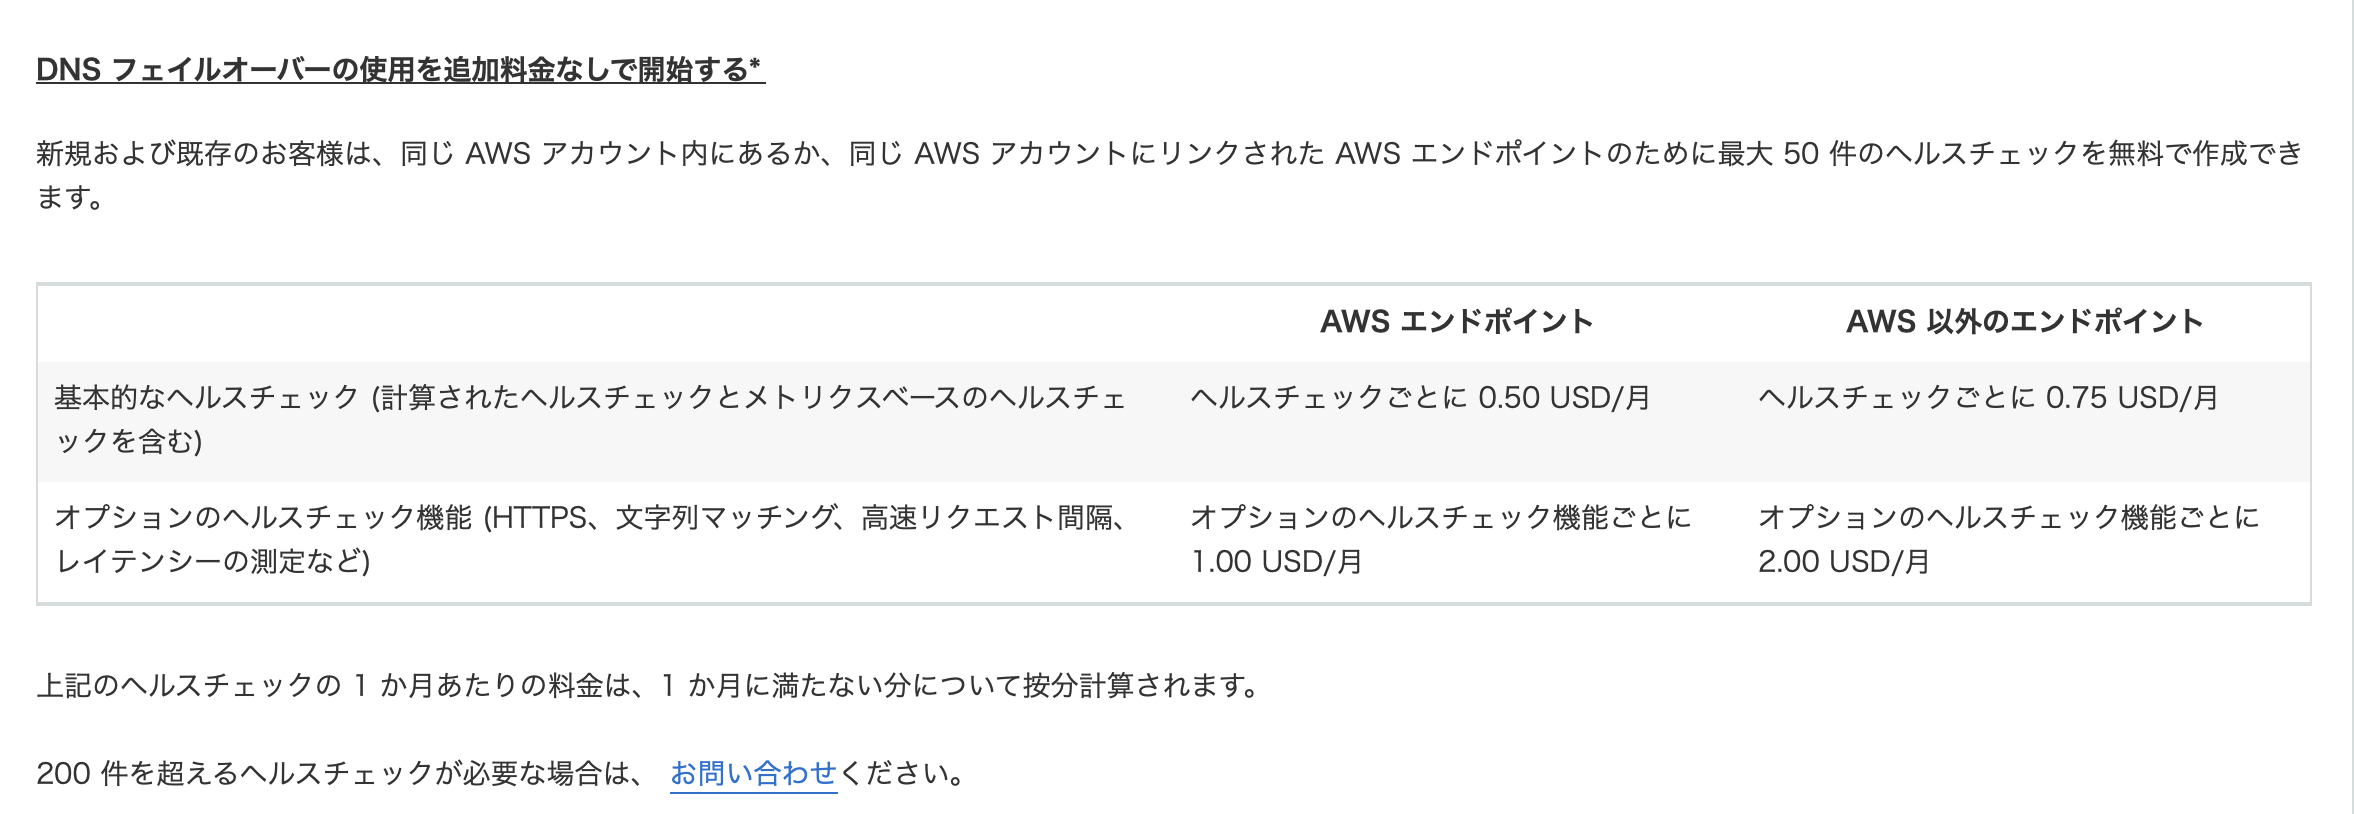 DNS フェイルオーバーの使用を追加料金なしで開始する*
新規および既存のお客様は、同じ AWS アカウント内にあるか、同じ AWS アカウントにリンクされた AWS エンドポイントのために最大 50 件のヘルスチェックを無料で作成でき
ます。
AWS エンドポイント
AWS 以外のエンドポイント
基本的なヘルスチェック (計算されたヘルスチェックとメトリクスベースのヘルスチェ
ックを含む)
ヘルスチェックごとに 0.50 USD/月
ヘルスチェックごとに 0.75 USD/月
オプションのヘルスチェック機能 (HTTPS、文字列マッチング、高速リクエスト間隔、
レイテンシーの測定など)
オプションのヘルスチェック機能ごとに
1.00 USD/月
オプションのヘルスチェック機能ごとに
2.00 USD/月
上記のヘルスチェックの 1 か月あたりの料金は、1 か月に満たない分について按分計算されます。
200 件を超えるヘルスチェックが必要な場合は、 お問い合わせください。